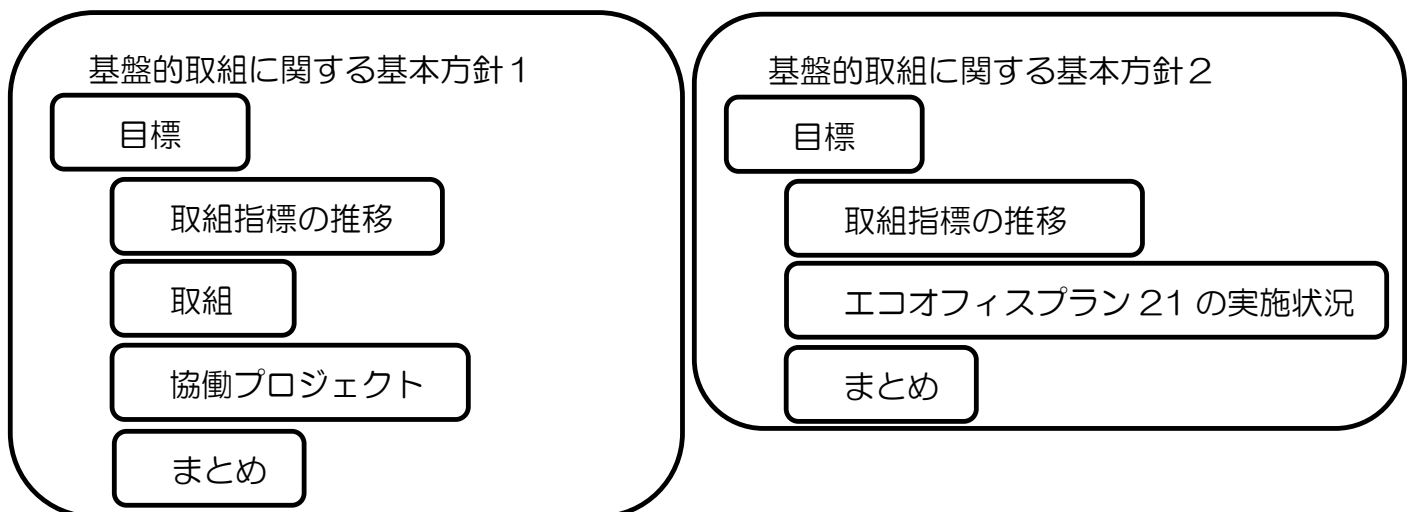 基盤的取組に関する基本方針1
目標
取組指標の推移
取組
協働プロジェクト
まとめ
基盤的取組に関する基本方針2
目標
取組指標の推移
エコオフィスプラン 21 の実施状況
まとめ